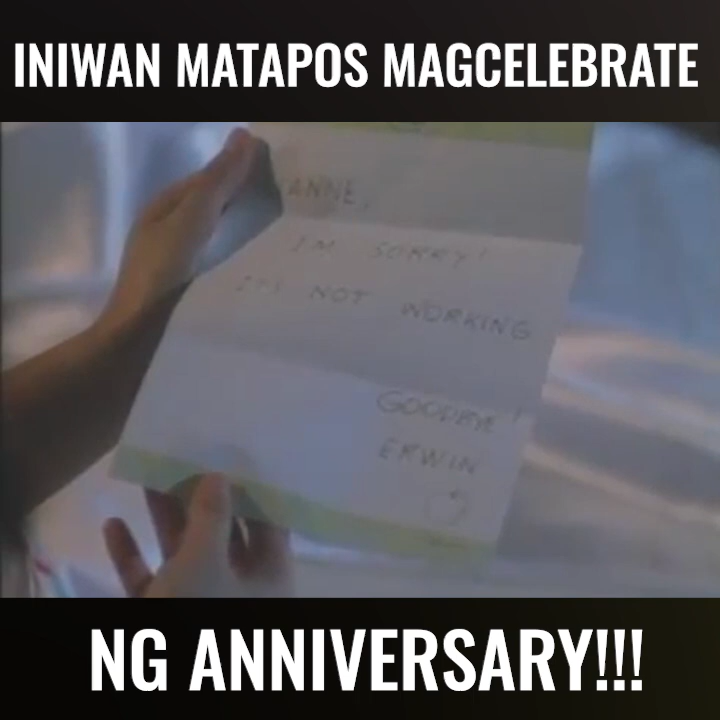 INIWAN MATAPOS MAGCELEBRATE
ANNE,
I'M SORRY!
IT'S NOT WORKING
GOODBYE!
ERWIN
NG ANNIVERSARY!!!